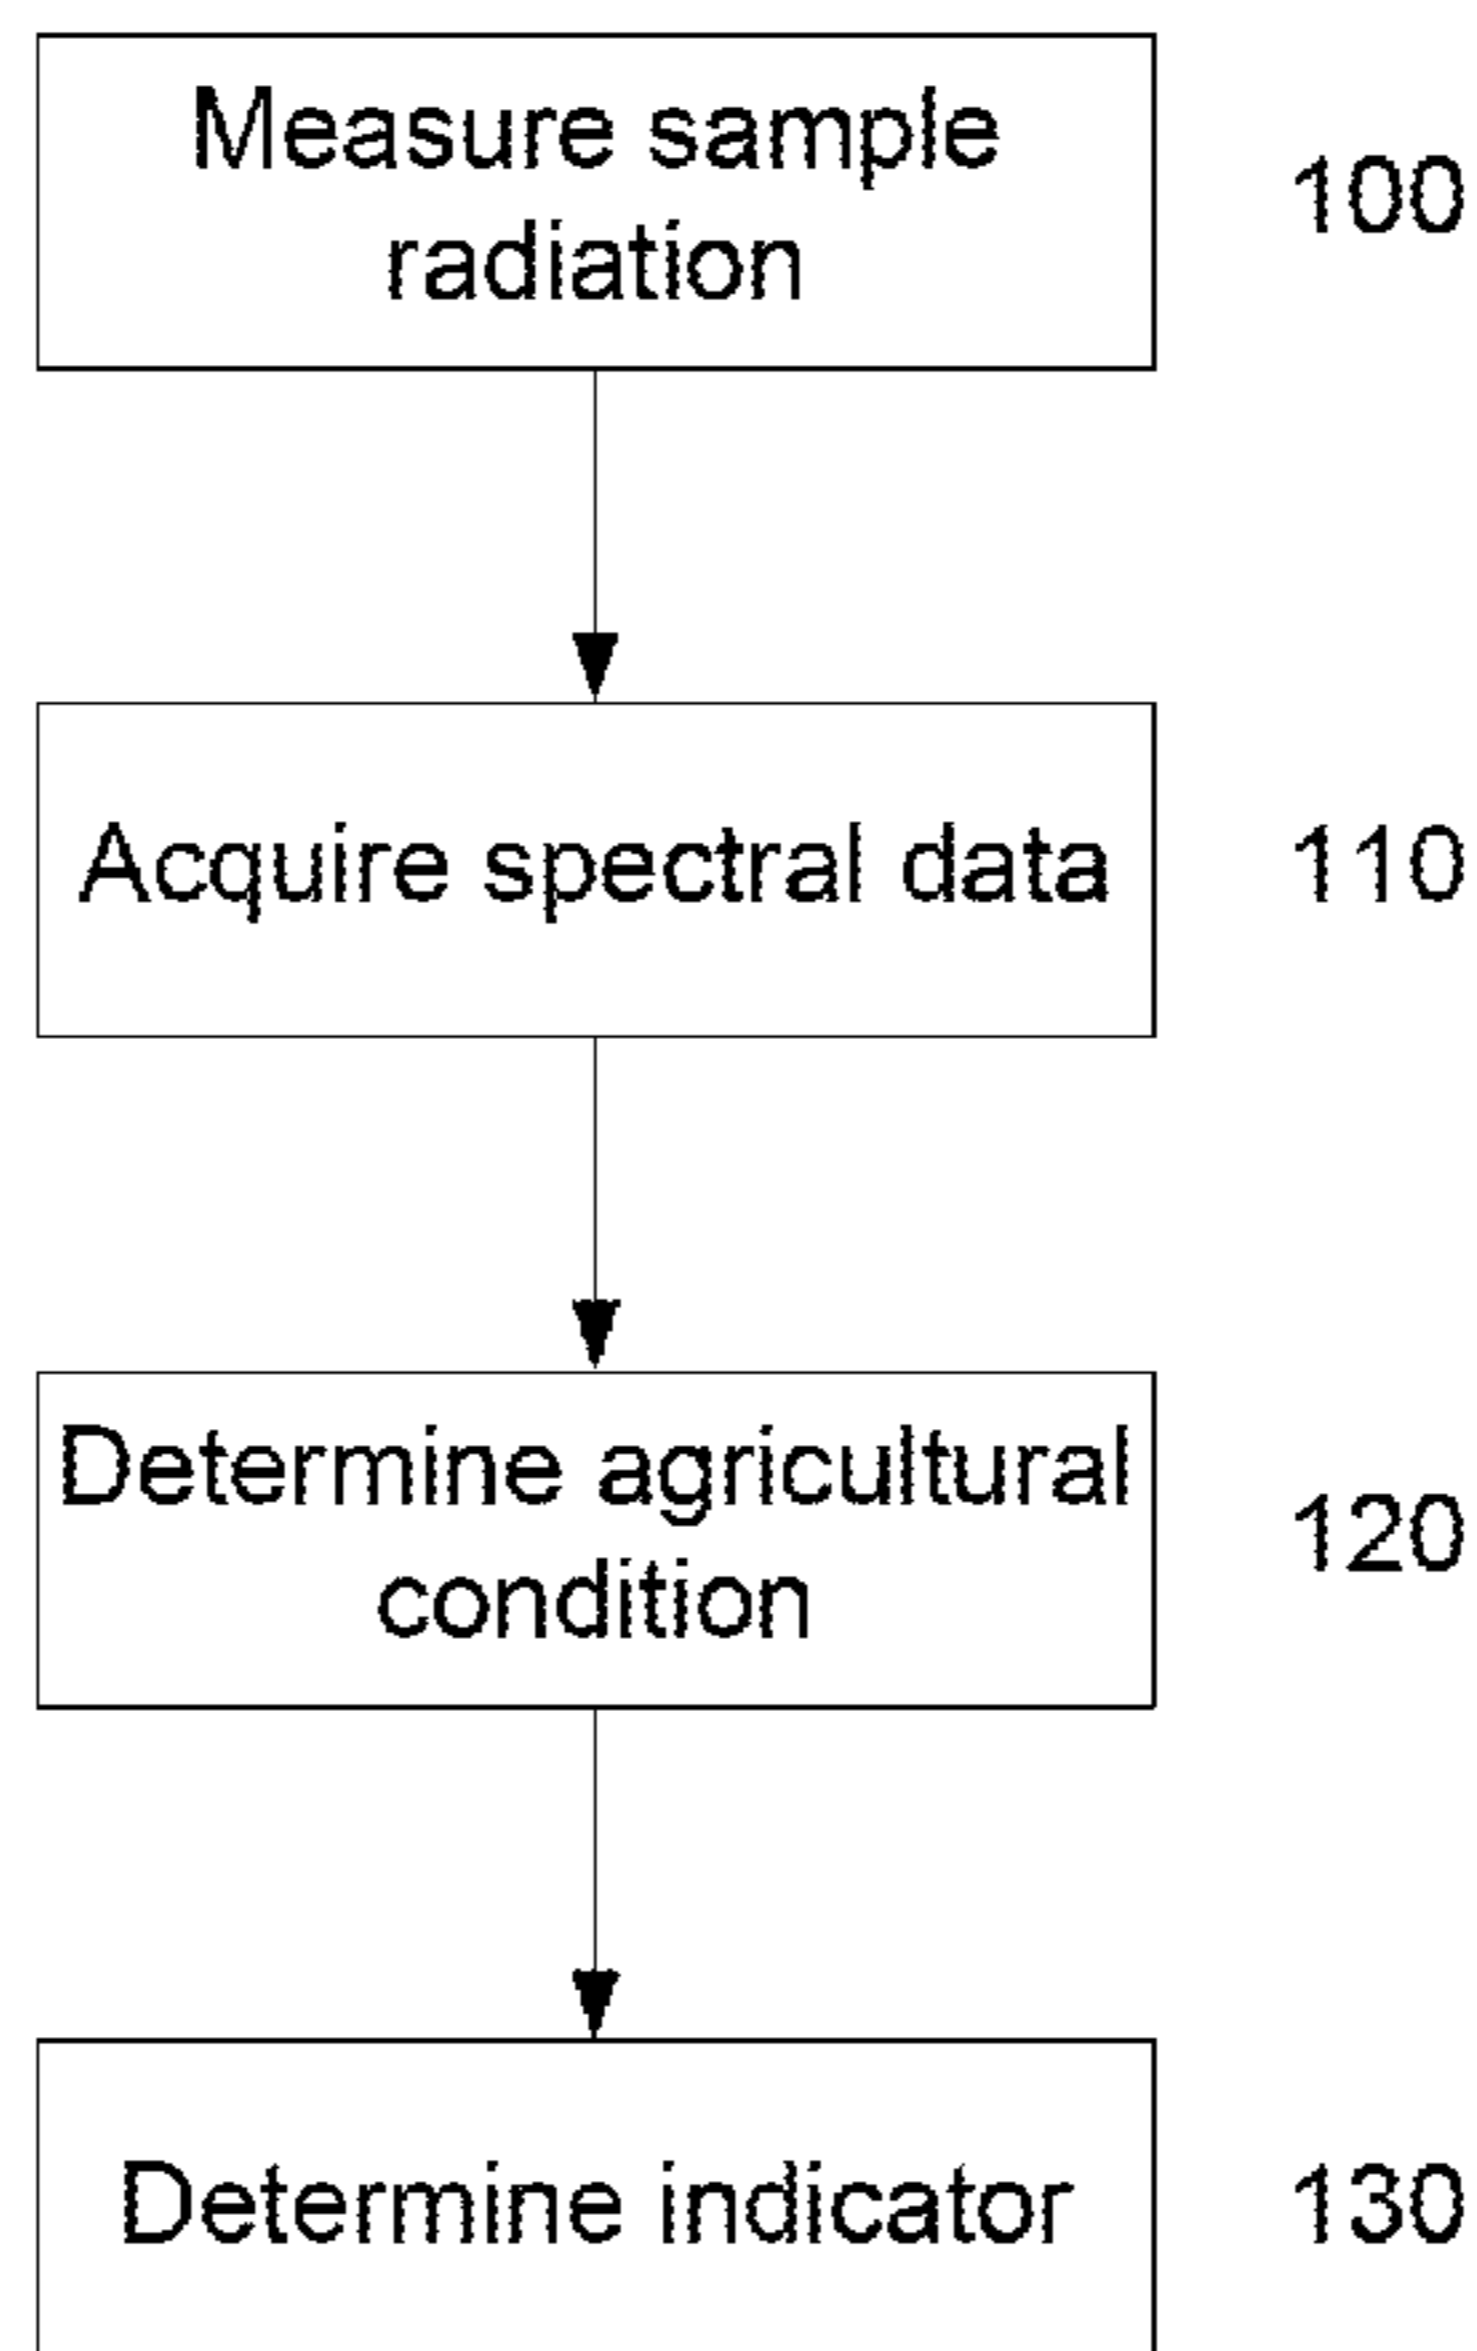 Measure sample
radiation
100
Acquire spectral data
110
Determine agricultural
condition
120
Determine indicator
130